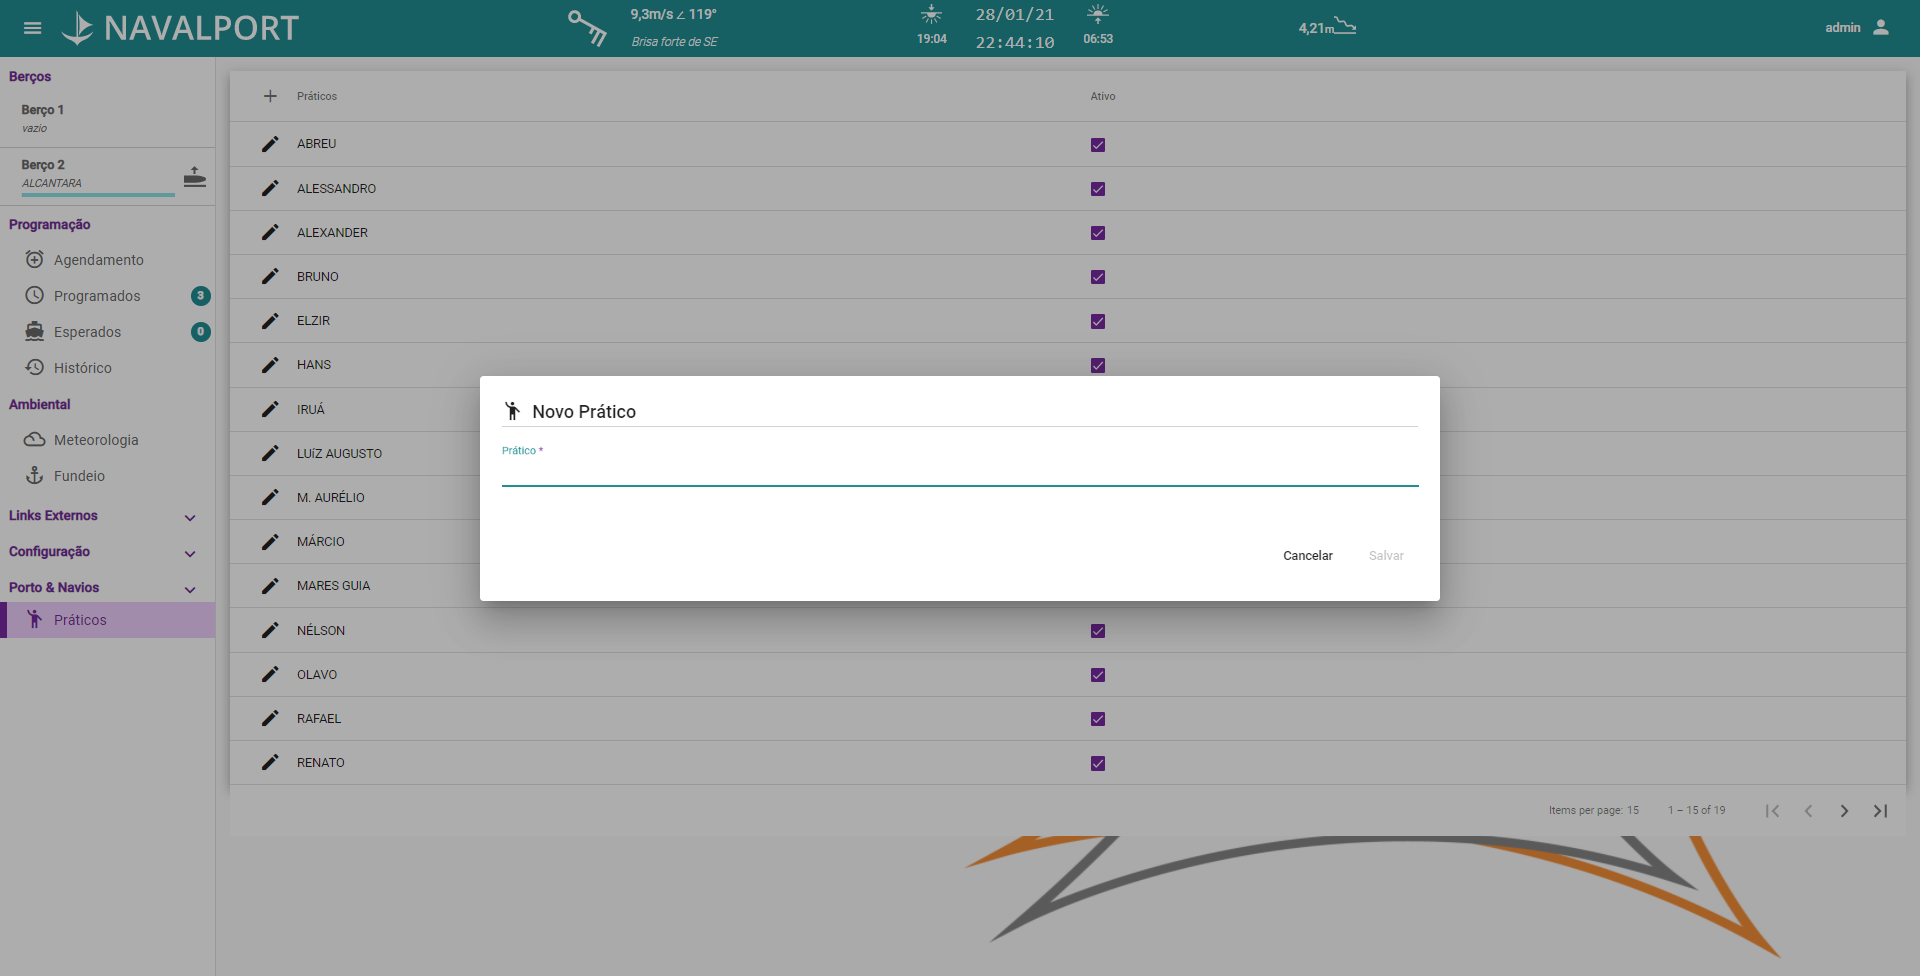 NAVALPORT
9,3m/s ∠ 119°
Brisa forte de SE
19:04
28/01/21
22:44:10
06:53
4,21m
admin
Berços
Berço 1
vazio
Berço 2
ALCANTARA
Programação
Agendamento
Programados 3
Esperados 0
Histórico
Ambiental
Meteorologia
Fundeio
Links Externos
Configuração
Porto & Navios
Práticos
Práticos Ativo
ABREU
ALESSANDRO
ALEXANDER
BRUNO
ELZIR
HANS
IRUÁ
LUíZ AUGUSTO
M. AURÉLIO
MÁRCIO
MARES GUIA
NÉLSON
OLAVO
RAFAEL
RENATO
Novo Prático
Prático *
Cancelar Salvar
Items per page: 15 1 – 15 of 19